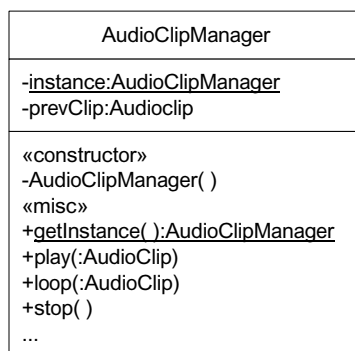 AudioClipManager
-instance:AudioClipManager
-prevClip:Audioclip
«constructor»
-AudioClipManager( )
«misc»
+getInstance( ):AudioClipManager
+play(:AudioClip)
+loop(:AudioClip)
+stop( )
...